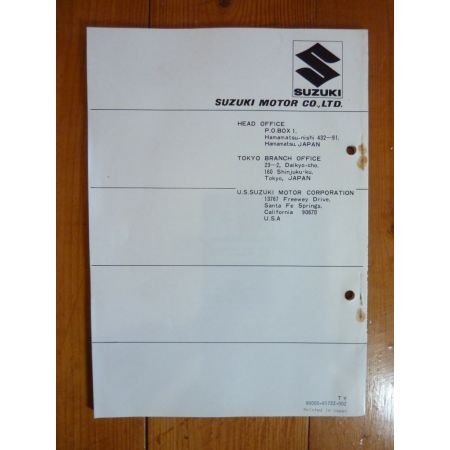 SUZUKI
SUZUKI MOTOR CO.,LTD.
HEAD OFFICE
P.O.BOX 1,
Hamamatsu-nishi 432-91,
Hamamatsu, JAPAN
TOKYO BRANCH OFFICE
23-2, Daikyo-cho,
160 Shinjuku-ku,
Tokyo, JAPAN
U.S.SUZUKI MOTOR CORPORATION
13767 Freeway Drive,
Santa Fe Springs,
California 90670
U.S.A
T Y
Printed in Japan